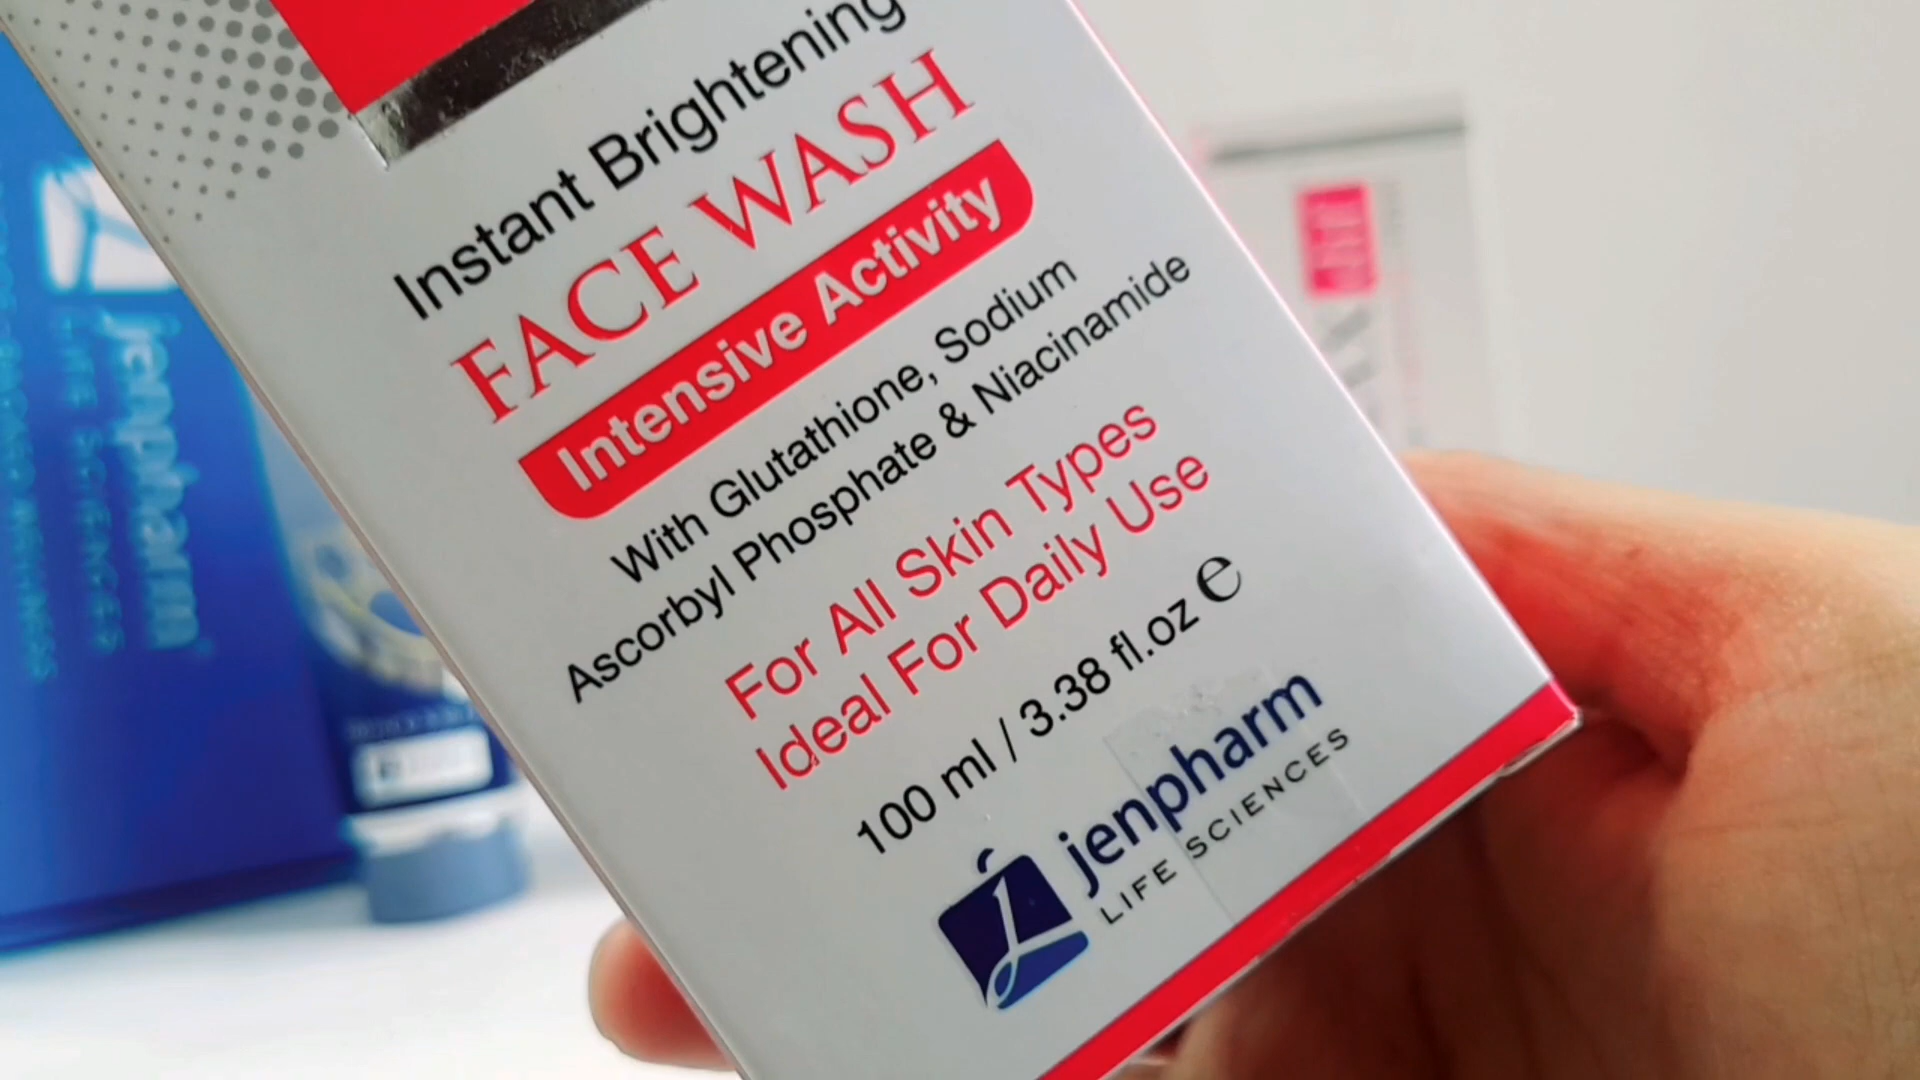 Instant Brightening
FACE WASH
Intensive Activity
With Glutathione, Sodium
Ascorbyl Phosphate & Niacinamide
For All Skin Types
Ideal For Daily Use
100 ml / 3.38 fl.oz ℮
jenpharm
LIFE SCIENCES
jenpharm
LIFE SCIENCES